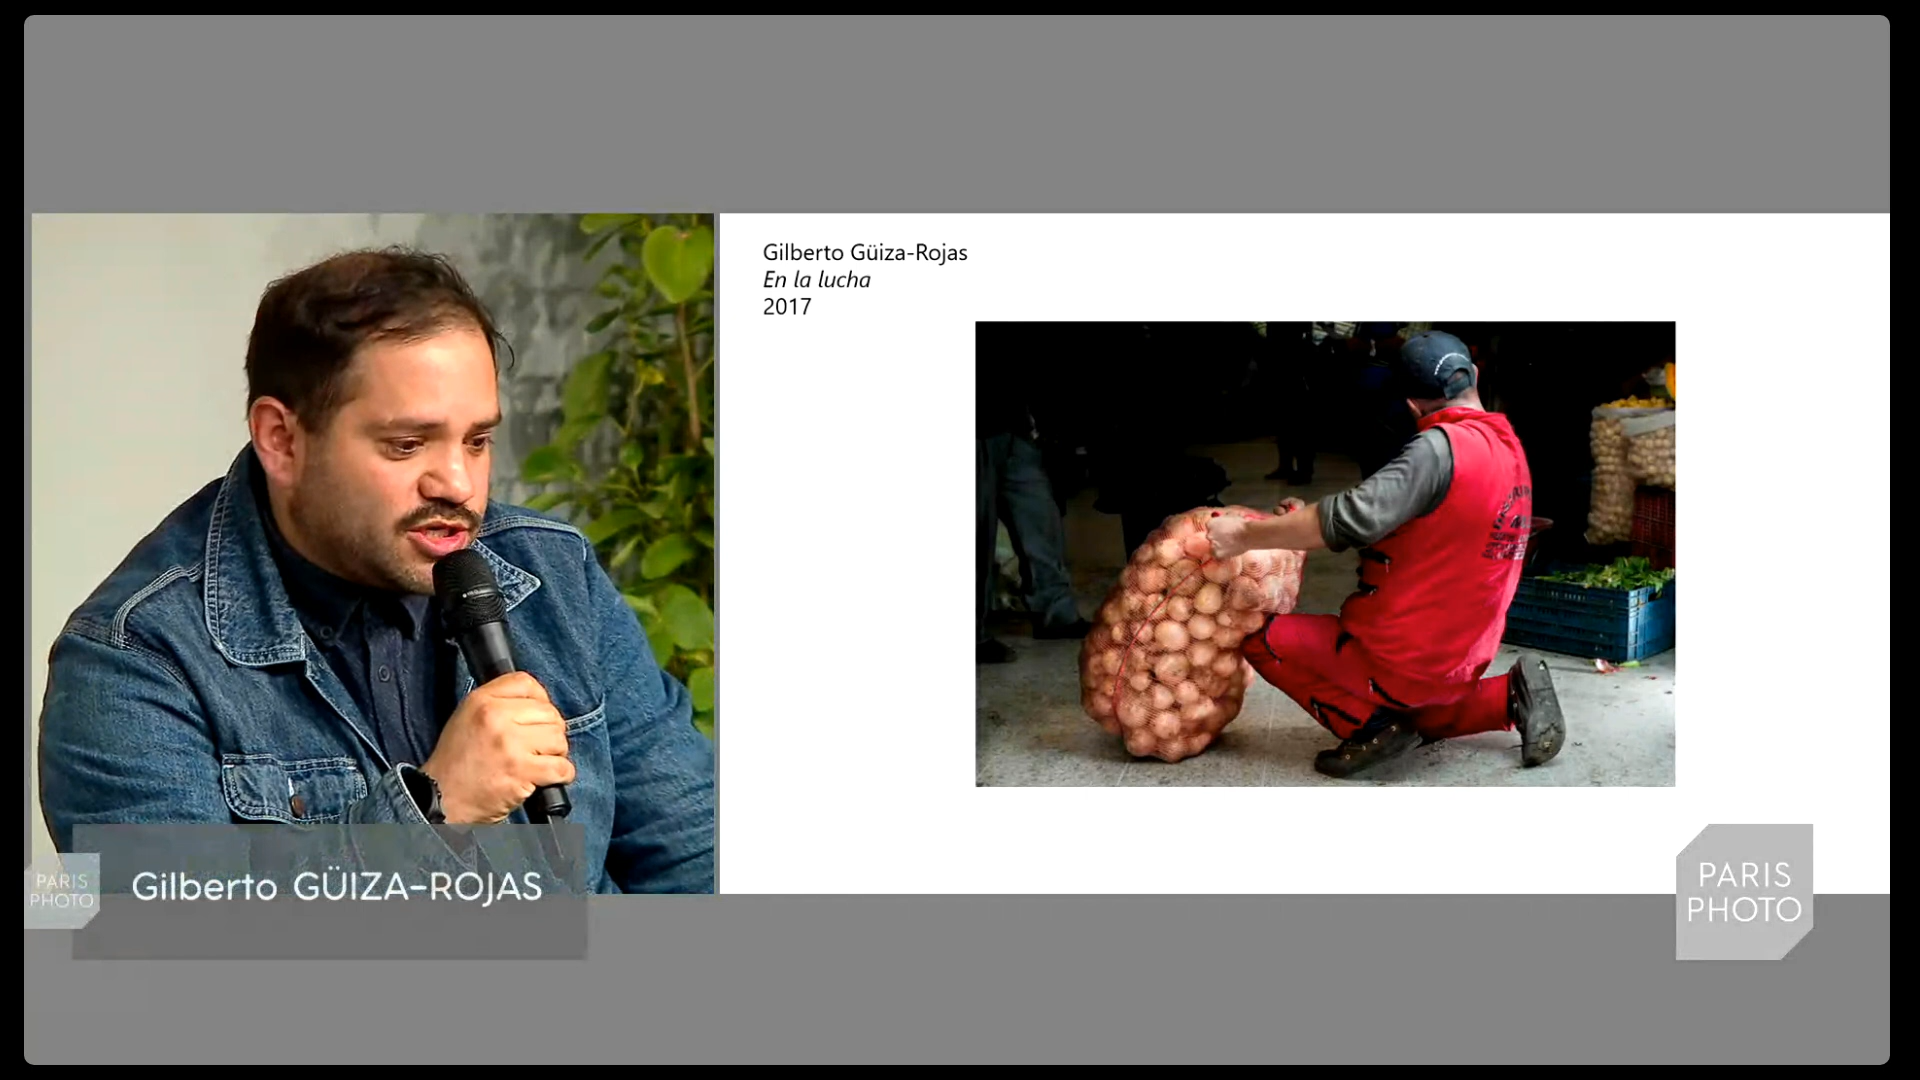 Gilberto Güiza-Rojas
En la lucha
2017
Gilberto GÜIZA-ROJAS
PARIS
PHOTO
PARIS
PHOTO